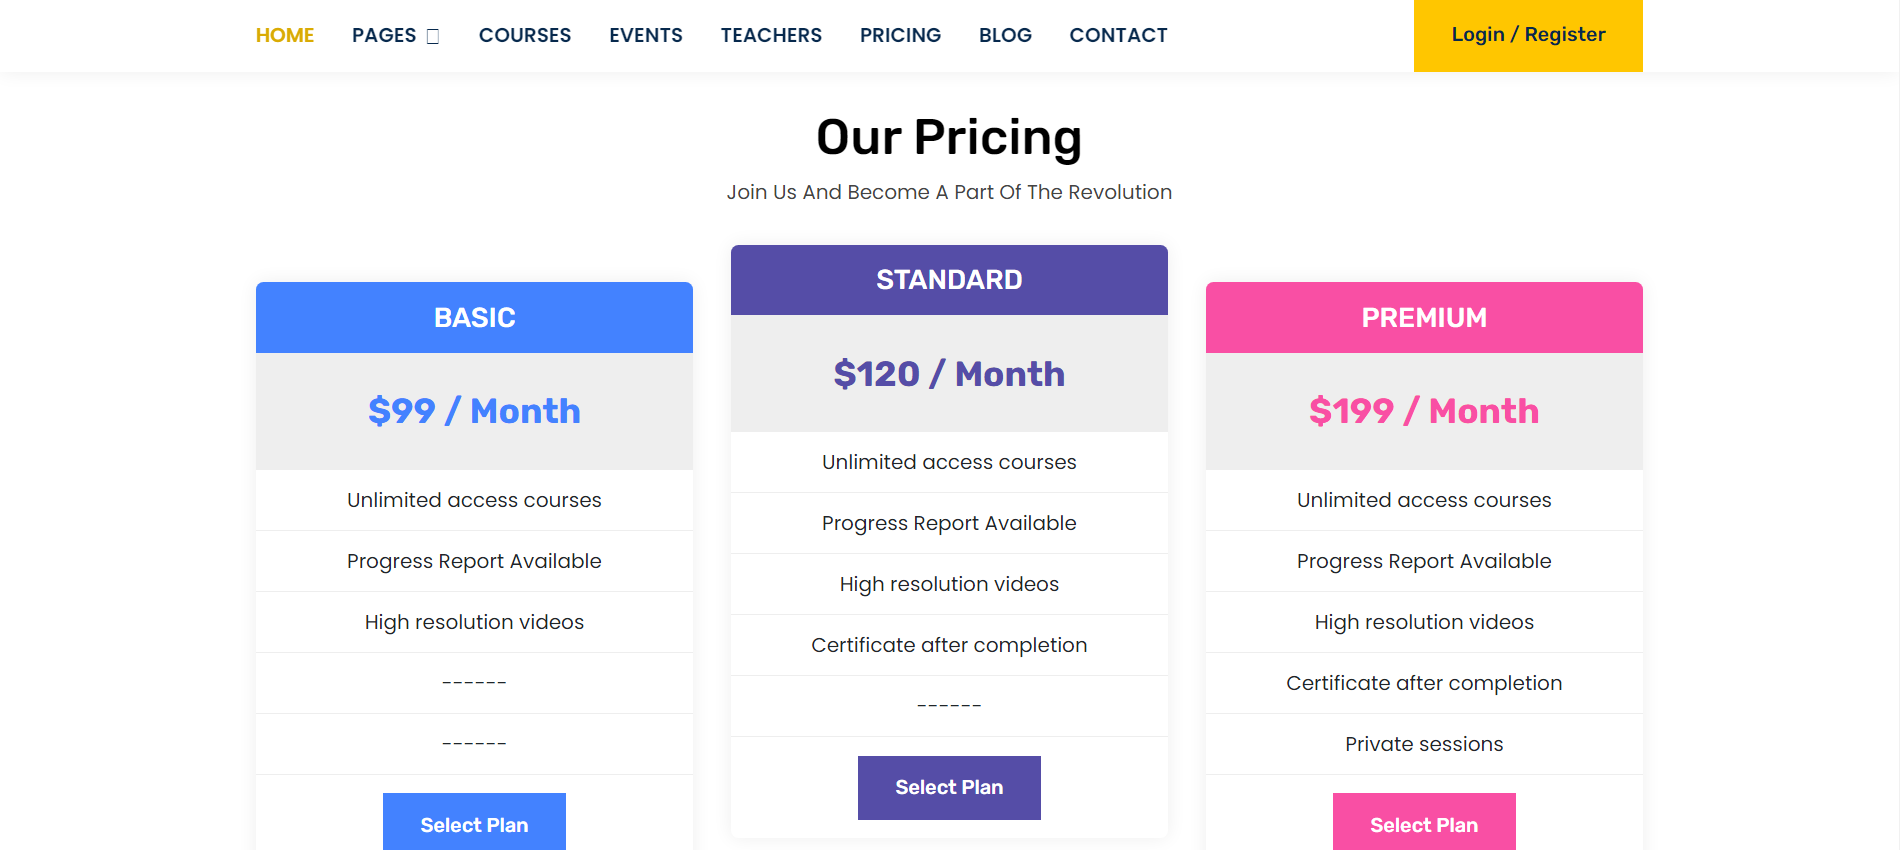 HOME PAGES COURSES EVENTS TEACHERS PRICING BLOG CONTACT Login / Register
Our Pricing
Join Us And Become A Part Of The Revolution
BASIC
$99 / Month
Unlimited access courses
Progress Report Available
High resolution videos
------
------
Select Plan
STANDARD
$120 / Month
Unlimited access courses
Progress Report Available
High resolution videos
Certificate after completion
------
Select Plan
PREMIUM
$199 / Month
Unlimited access courses
Progress Report Available
High resolution videos
Certificate after completion
Private sessions
Select Plan